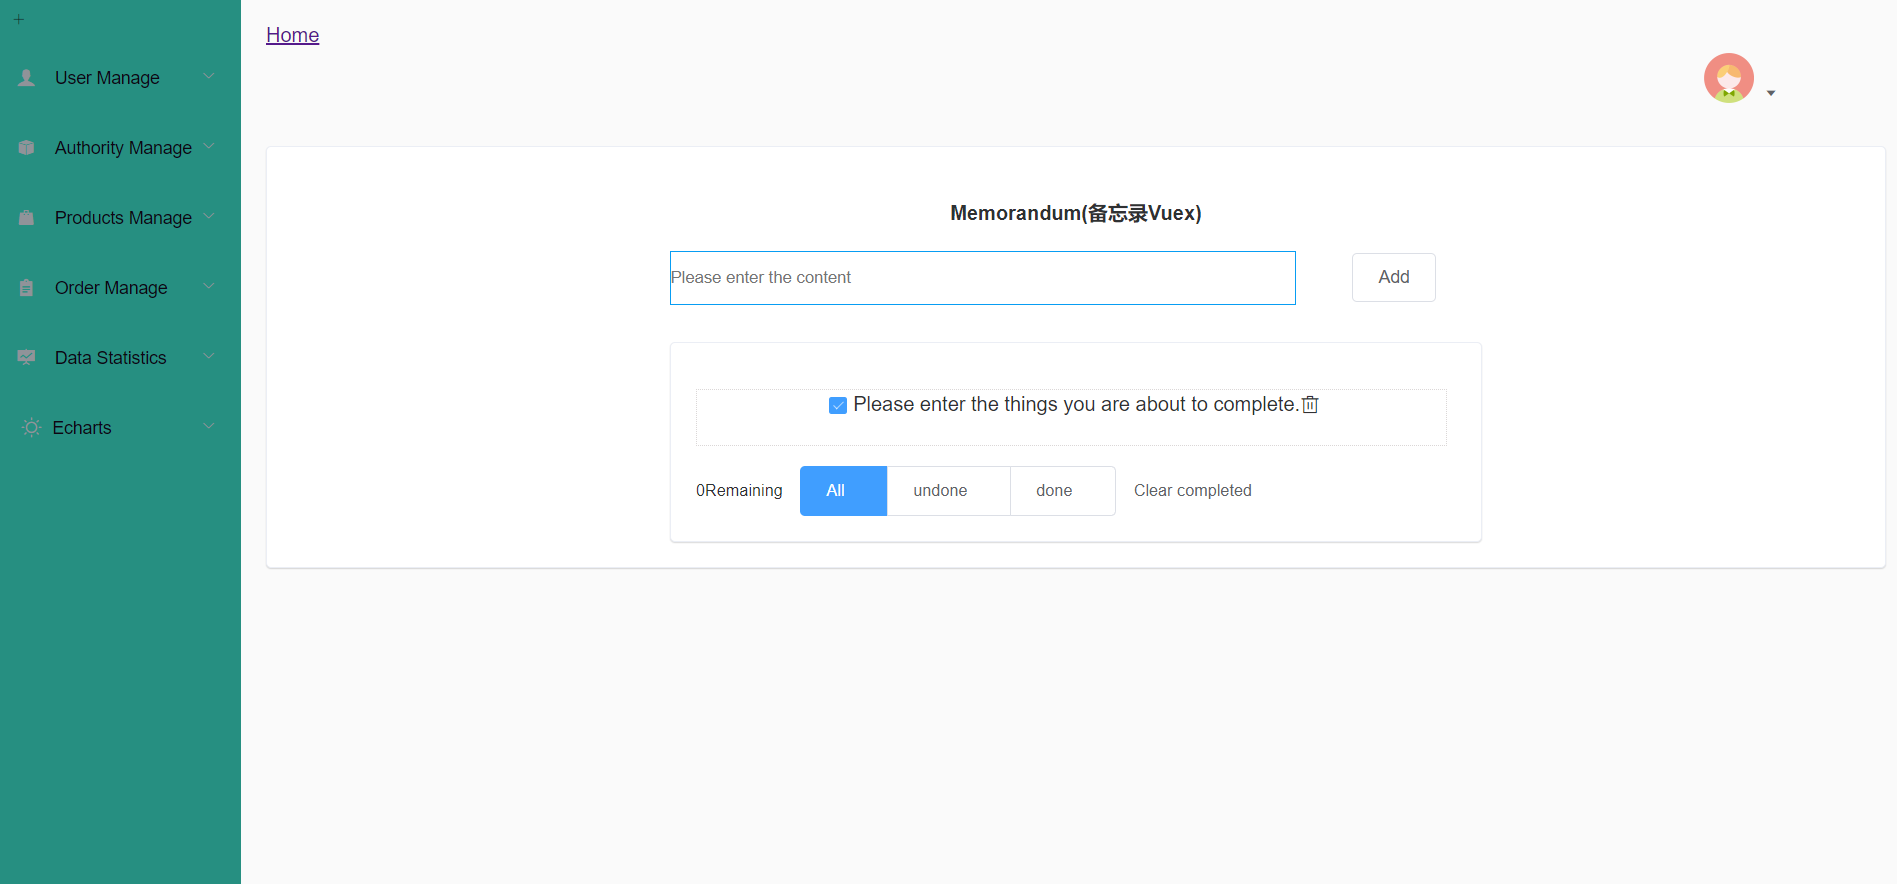 +
User Manage
Authority Manage
Products Manage
Order Manage
Data Statistics
Echarts
Home
Memorandum(备忘录Vuex)
Please enter the content
Add
Please enter the things you are about to complete.
0Remaining All undone done Clear completed